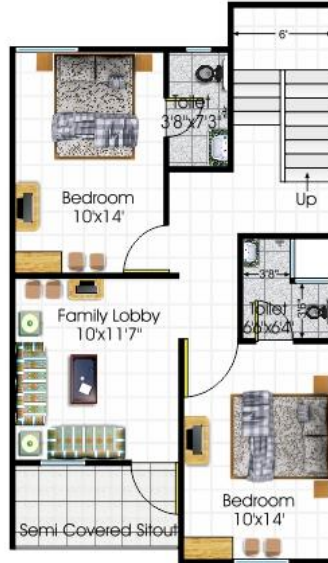 6'
Toilet
3'8"x7'3"
Bedroom
10'x14'
Up
3'8"
Toilet
6'6"x6'4"
Family Lobby
10'x11'7"
Bedroom
10'x14'
Semi Covered Sitout